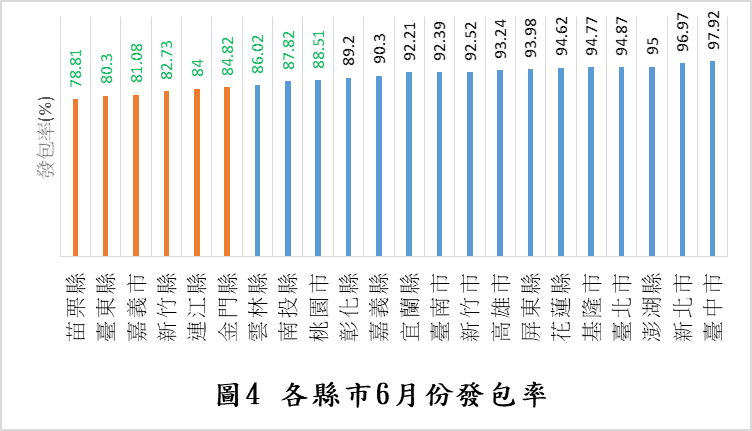 78.81 80.3 81.08 82.73 84 84.82 86.02 87.82 88.51 89.2 90.3 92.21 92.39 92.52 93.24 93.98 94.62 94.77 94.87 95 96.97 97.92
發包率(%)
苗栗縣 臺東縣 嘉義市 新竹縣 連江縣 金門縣 雲林縣 南投縣 桃園市 彰化縣 嘉義縣 宜蘭縣 臺南市 新竹市 高雄市 屏東縣 花蓮縣 基隆市 臺北市 澎湖縣 新北市 臺中市
圖4 各縣市6月份發包率